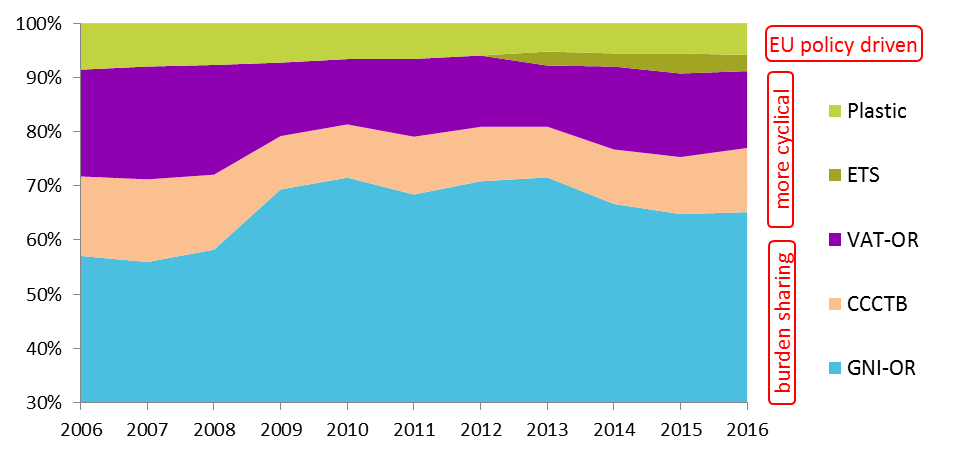 100%
90%
80%
70%
60%
50%
40%
30%
2006 2007 2008 2009 2010 2011 2012 2013 2014 2015 2016
EU policy driven
more cyclical
burden sharing
Plastic
ETS
VAT-OR
CCCTB
GNI-OR